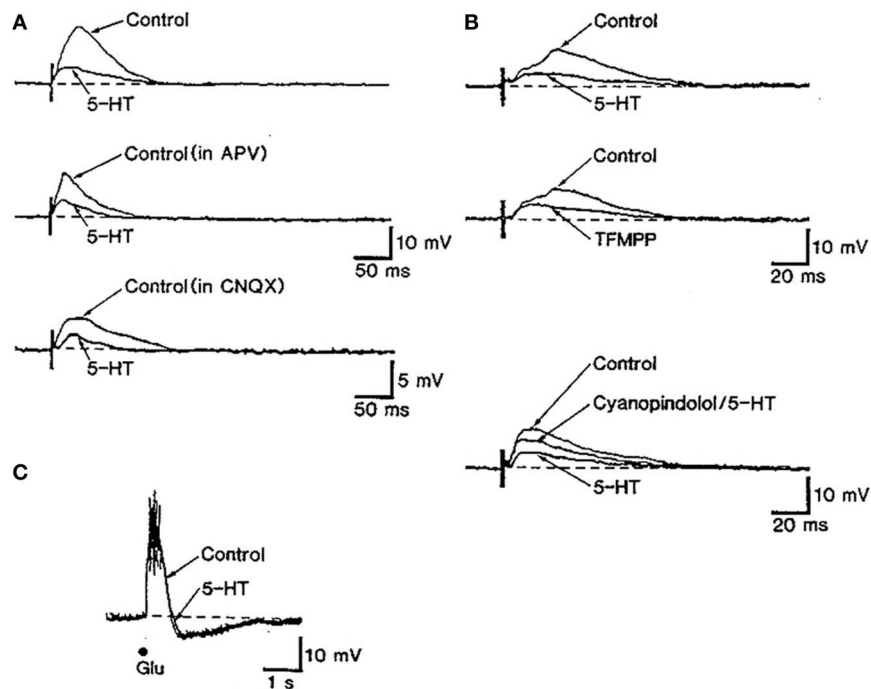 A
Control
5-HT
Control (in APV)
5-HT
10 mV
50 ms
Control (in CNQX)
5-HT
5 mV
50 ms
B
Control
5-HT
Control
TFMPP
10 mV
20 ms
Control
Cyanopindolol/5-HT
5-HT
10 mV
20 ms
C
Control
5-HT
Glu
10 mV
1 s